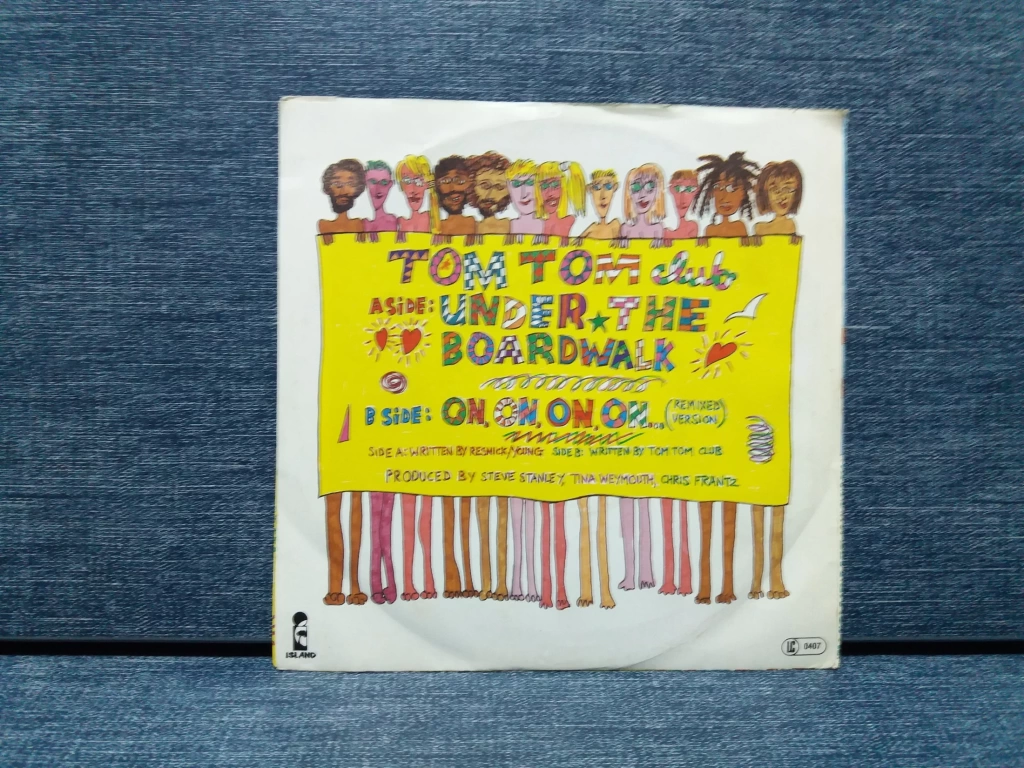 TOM TOM club
A SiDE: UNDER★THE
BOARDWALK
B SiDE: ON, ON, ON, ON... (REMIXED VERSION)
SIDE A: WRITTEN BY RESNICK/YOUNG SIDE B: WRITTEN BY TOM TOM CLUB
PRODUCED BY STEVE STANLEY, TINA WEYMOUTH, CHRIS FRANTZ
ISLAND
LC 0407